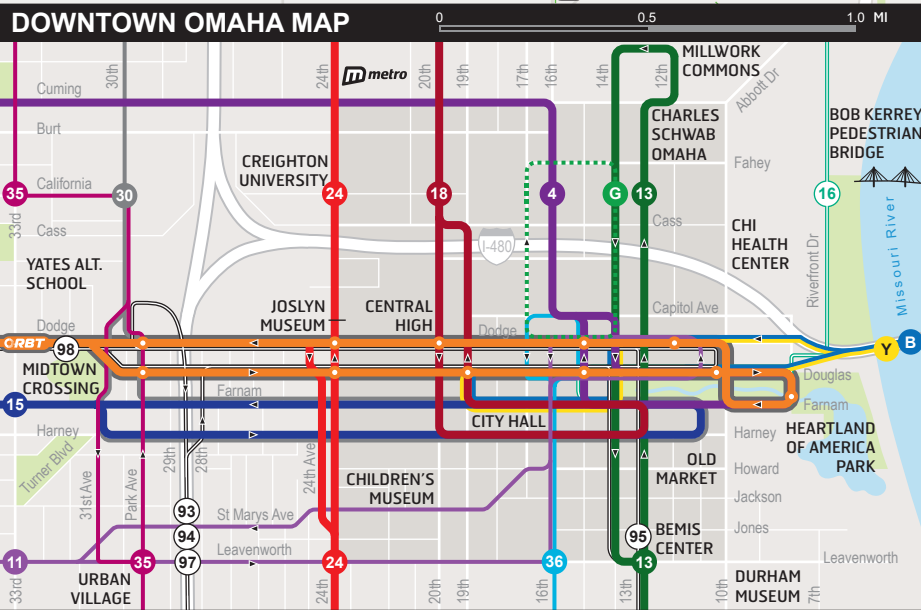 DOWNTOWN OMAHA MAP
0 0.5 1.0 MI
30th
24th
metro
20th
19th
17th
16th
14th
12th
MILLWORK
COMMONS
Abbott Dr
Cuming
Burt
CHARLES
SCHWAB
OMAHA
BOB KERREY
PEDESTRIAN
BRIDGE
CREIGHTON
UNIVERSITY
Fahey
California
35
30
24
18
4
G
13
16
33rd
Cass
Cass
I-480
CHI
HEALTH
CENTER
Riverfront Dr
Missouri River
YATES ALT.
SCHOOL
JOSLYN
MUSEUM
CENTRAL
HIGH
Capitol Ave
Dodge
Dodge
ORBT
98
Y
B
MIDTOWN
CROSSING
Douglas
Farnam
Farnam
15
CITY HALL
HEARTLAND
OF AMERICA
PARK
Harney
Harney
Turner Blvd
31st Ave
Park Ave
29th
28th
24th Ave
CHILDREN'S
MUSEUM
OLD
MARKET
Howard
Jackson
93
St Marys Ave
94
95
BEMIS
CENTER
Jones
Leavenworth
Leavenworth
11
35
97
24
36
13
33rd
URBAN
VILLAGE
24th
20th
19th
16th
13th
10th
DURHAM
MUSEUM
7th